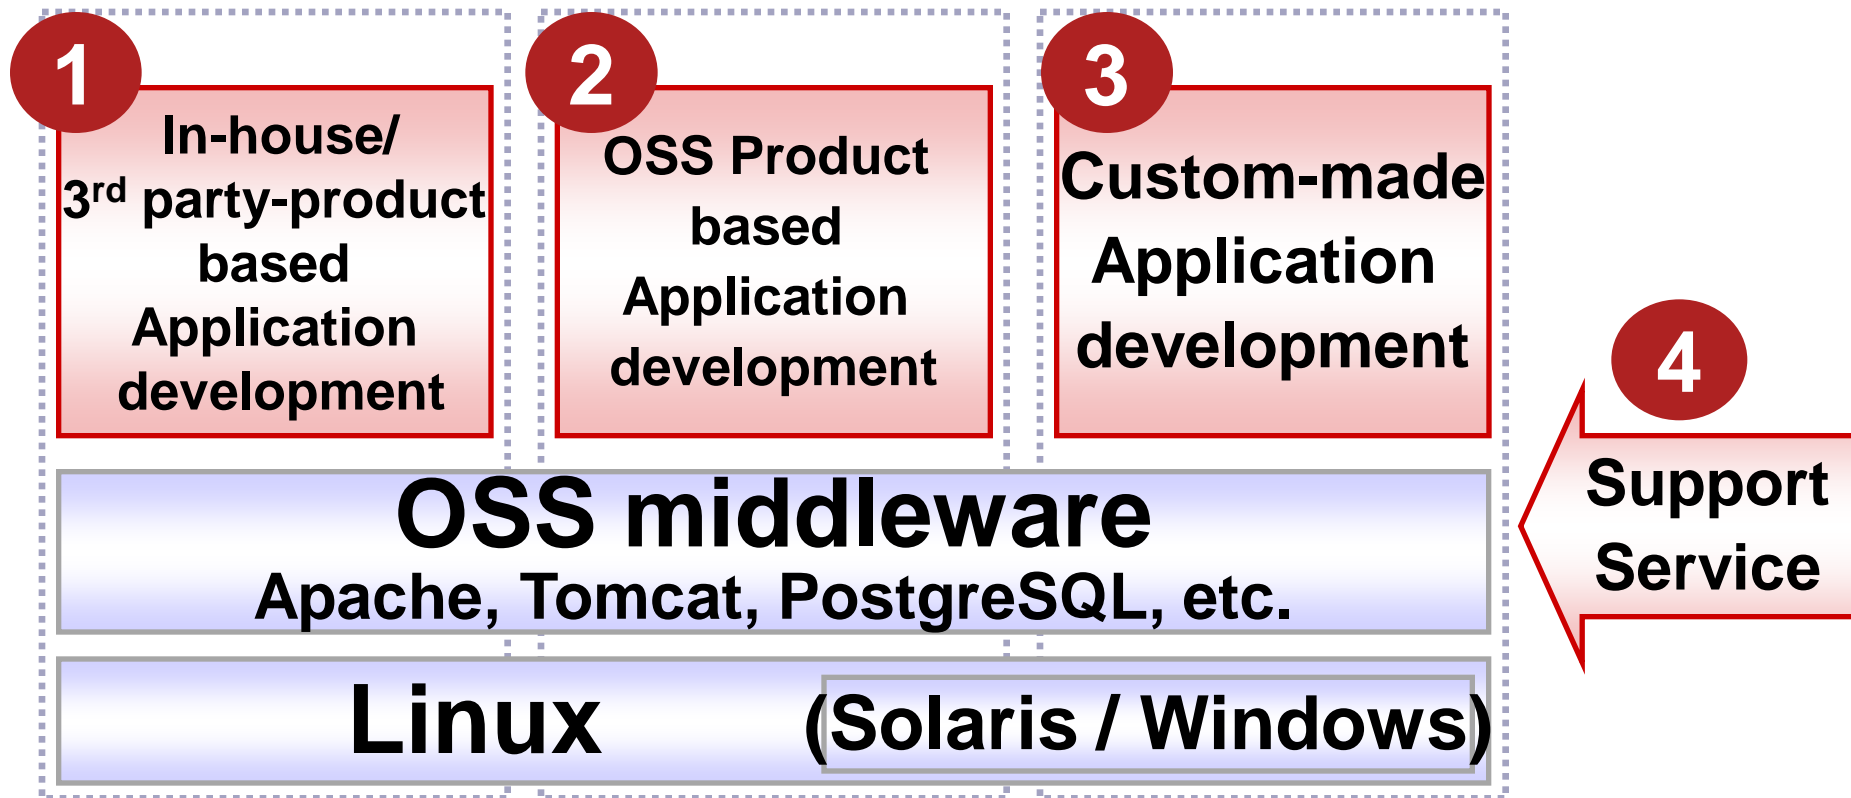 1
In-house/
3rd party-product
based
Application
development
2
OSS Product
based
Application
development
3
Custom-made
Application
development
4
Support
Service
OSS middleware
Apache, Tomcat, PostgreSQL, etc.
Linux (Solaris / Windows)